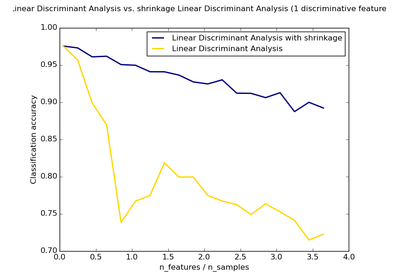 .inear Discriminant Analysis vs. shrinkage Linear Discriminant Analysis (1 discriminative feature
1.00
0.95
0.90
0.85
0.80
0.75
0.70
Classification accuracy
Linear Discriminant Analysis with shrinkage
Linear Discriminant Analysis
0.0 0.5 1.0 1.5 2.0 2.5 3.0 3.5 4.0
n_features / n_samples